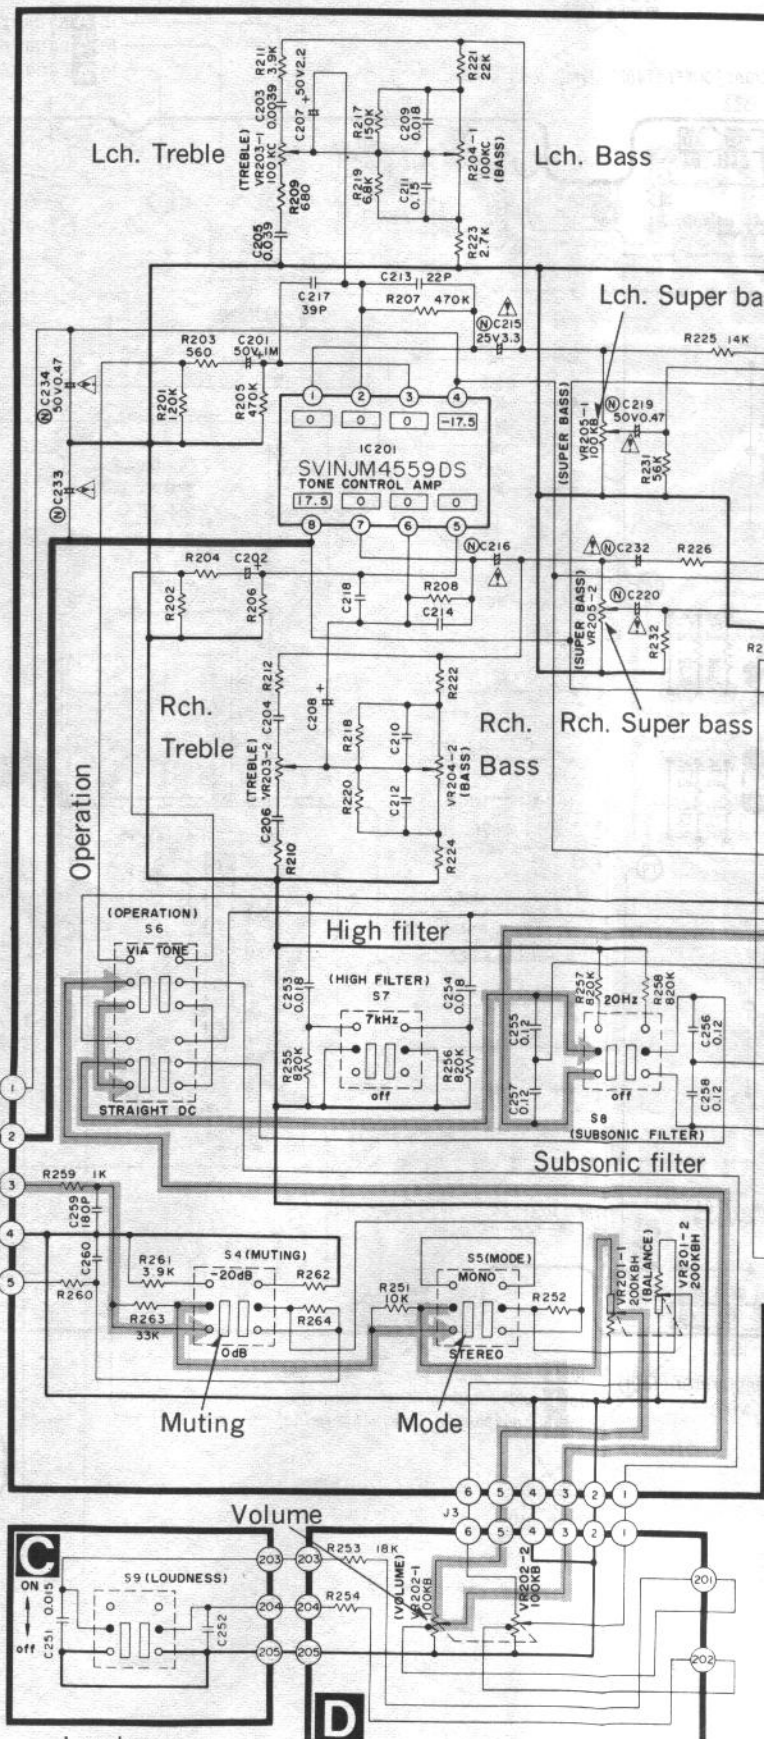 R211
3.9K
C203
0.0039
(TREBLE)
VR203-1
100KC
R209
680
C205
0.039
C207
+
50V2.2
R217
150K
C209
0.018
R219
6.8K
C211
0.15
R221
22K
R204-1
100KC
(BASS)
R223
2.7K
Lch. Treble
Lch. Bass
C217
39P
C213 22P
R207 470K
N C215
25V3.3
Lch. Super ba
R225 14K
R203
560
C201
50V1M
+
N C234
50V0.47
R201
120K
R205
470K
N C233
1
2
3
4
0
0
0
-17.5
IC201
SVINJM4559DS
TONE CONTROL AMP
17.5
0
0
0
8
7
6
5
(SUPER BASS)
VR205-1
100KB
N C219
50V0.47
R231
56K
R204
C202
+
R202
R206
C218
R208
C214
N C216
N C232
R226
N C220
(SUPER BASS)
VR205-2
R232
R2
Rch.
Treble
R212
C204
(TREBLE)
VR203-2
C206
R210
C208
+
R218
C210
R220
C212
R222
VR204-2
(BASS)
R224
Rch.
Bass
Rch. Super bass
Operation
(OPERATION)
S6
VIA TONE
STRAIGHT DC
High filter
(HIGH FILTER)
S7
7kHz
off
C253
0.018
R255
820K
C254
0.018
R256
820K
C255
0.12
C257
0.12
R257
820K
20Hz
R258
820K
C256
0.12
C258
0.12
off
S8
(SUBSONIC FILTER)
Subsonic filter
1
2
3
4
5
R259 1K
C259
180P
C260
R260
R261
3.9K
R263
33K
S4(MUTING)
-20dB
0dB
R262
R264
R251
10K
S5(MODE)
MONO
STEREO
R252
VR201-1
200KBH
(BALANCE)
VR201-2
200KBH
Muting
Mode
6
5
4
3
2
1
J3
6
5
4
3
2
1
Volume
C
S9(LOUDNESS)
ON
off
0.015
C251
C252
203
204
205
203
204
205
R253 18K
R254
(VOLUME)
VR202-1
100KB
VR202-2
100KB
201
202
D